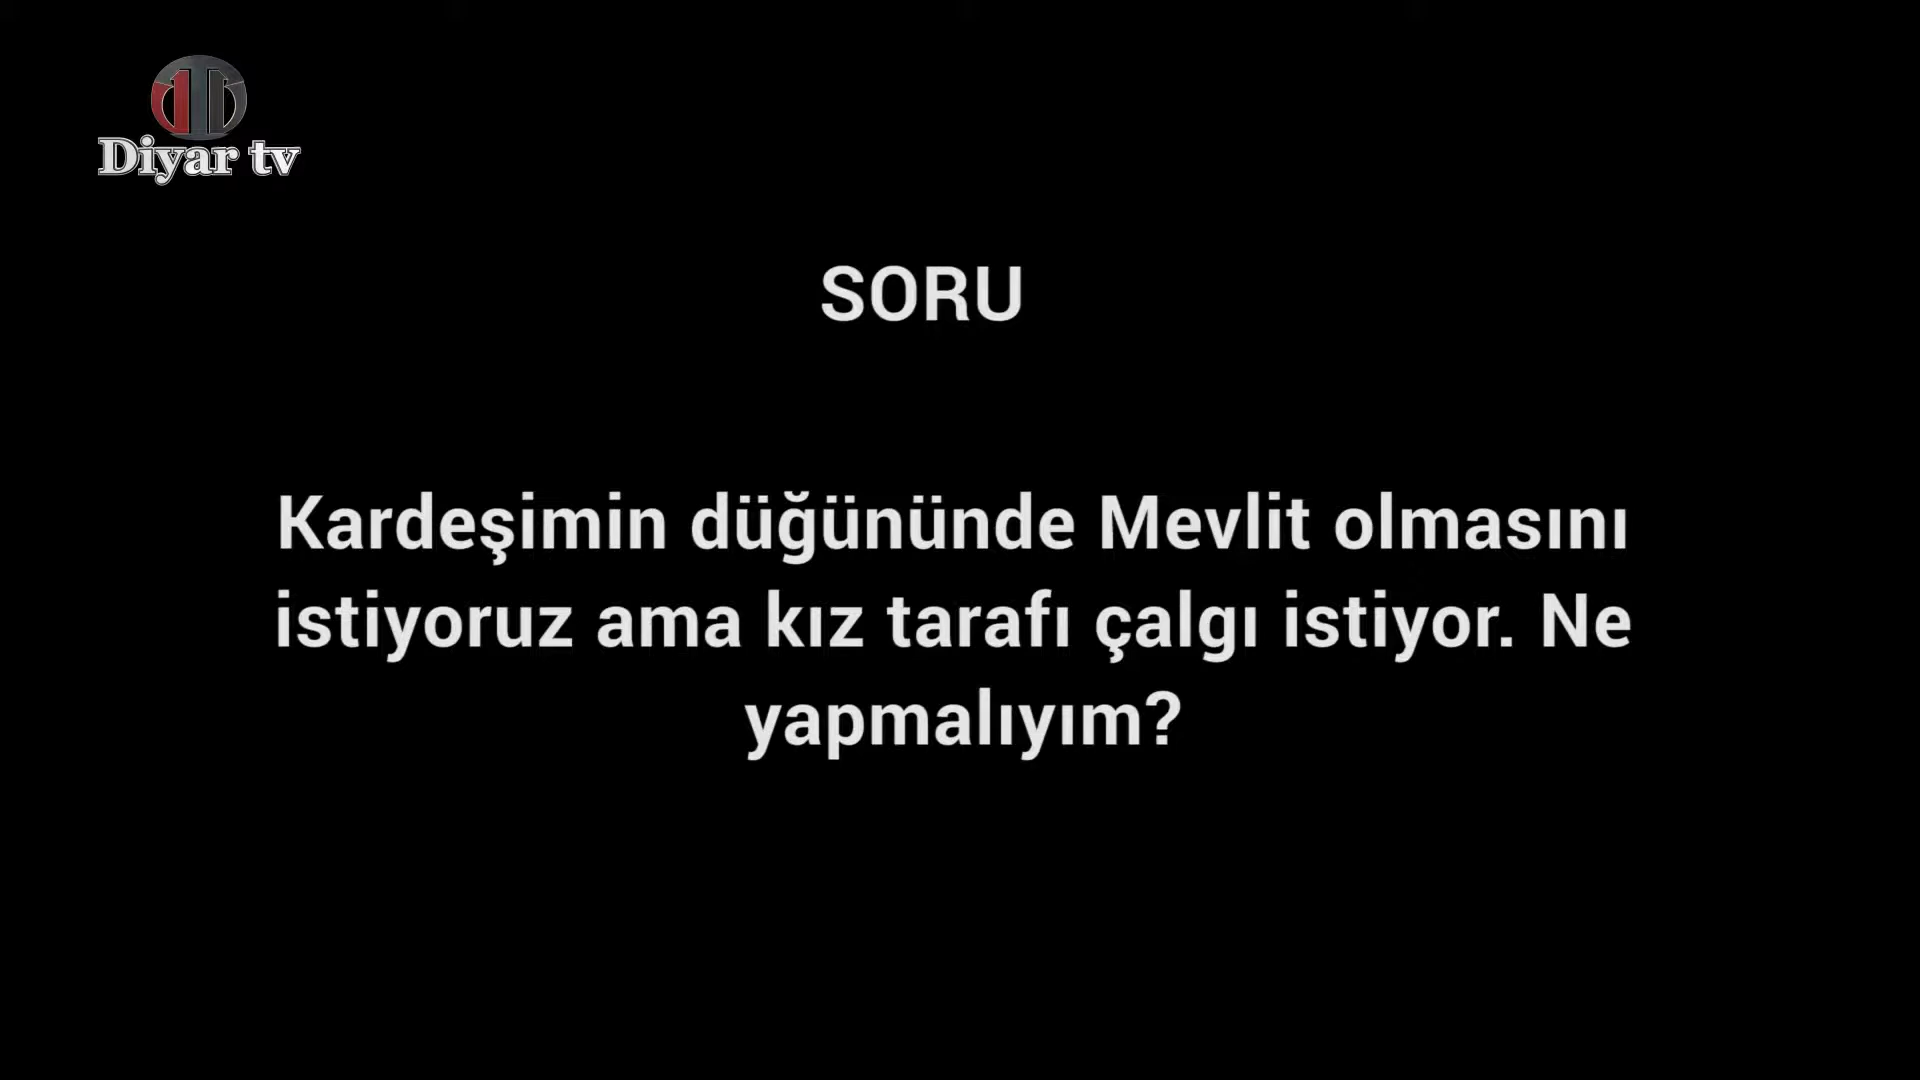 Diyar tv
SORU
Kardeşimin düğününde Mevlit olmasını
istiyoruz ama kız tarafı çalgı istiyor. Ne
yapmalıyım?